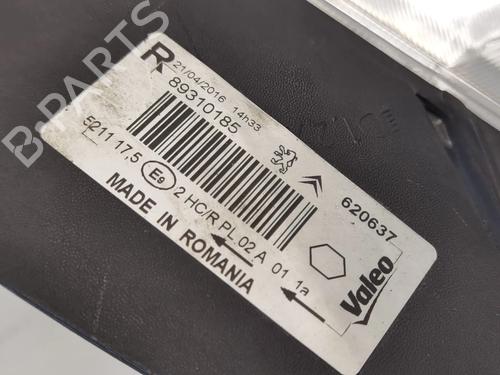 B-PARTS
R 21/04/2016 14h33
89310185
620637
5211 17,5 E9 2 HC/R PL 02 A 01 1a
MADE IN ROMANIA
Valeo